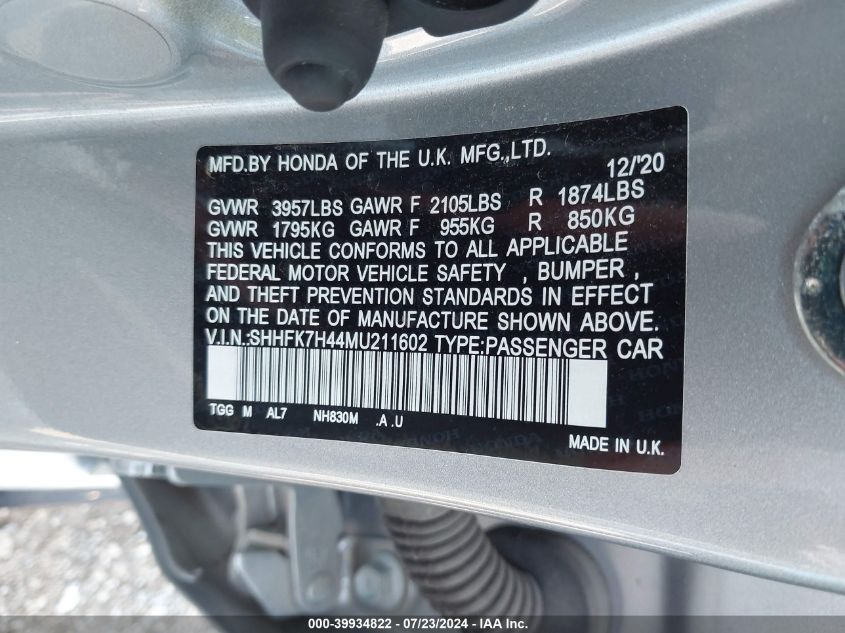 MFD.BY HONDA OF THE U.K. MFG.,LTD. 12/'20
GVWR 3957LBS GAWR F 2105LBS R 1874LBS
GVWR 1795KG GAWR F 955KG R 850KG
THIS VEHICLE CONFORMS TO ALL APPLICABLE
FEDERAL MOTOR VEHICLE SAFETY , BUMPER ,
AND THEFT PREVENTION STANDARDS IN EFFECT
ON THE DATE OF MANUFACTURE SHOWN ABOVE.
V.I.N.:SHHFK7H44MU211602 TYPE:PASSENGER CAR
TGG M AL7 NH830M .A .U
HONDA
MADE IN U.K.
000-39934822 / 07/23/2024 - IAA Inc.